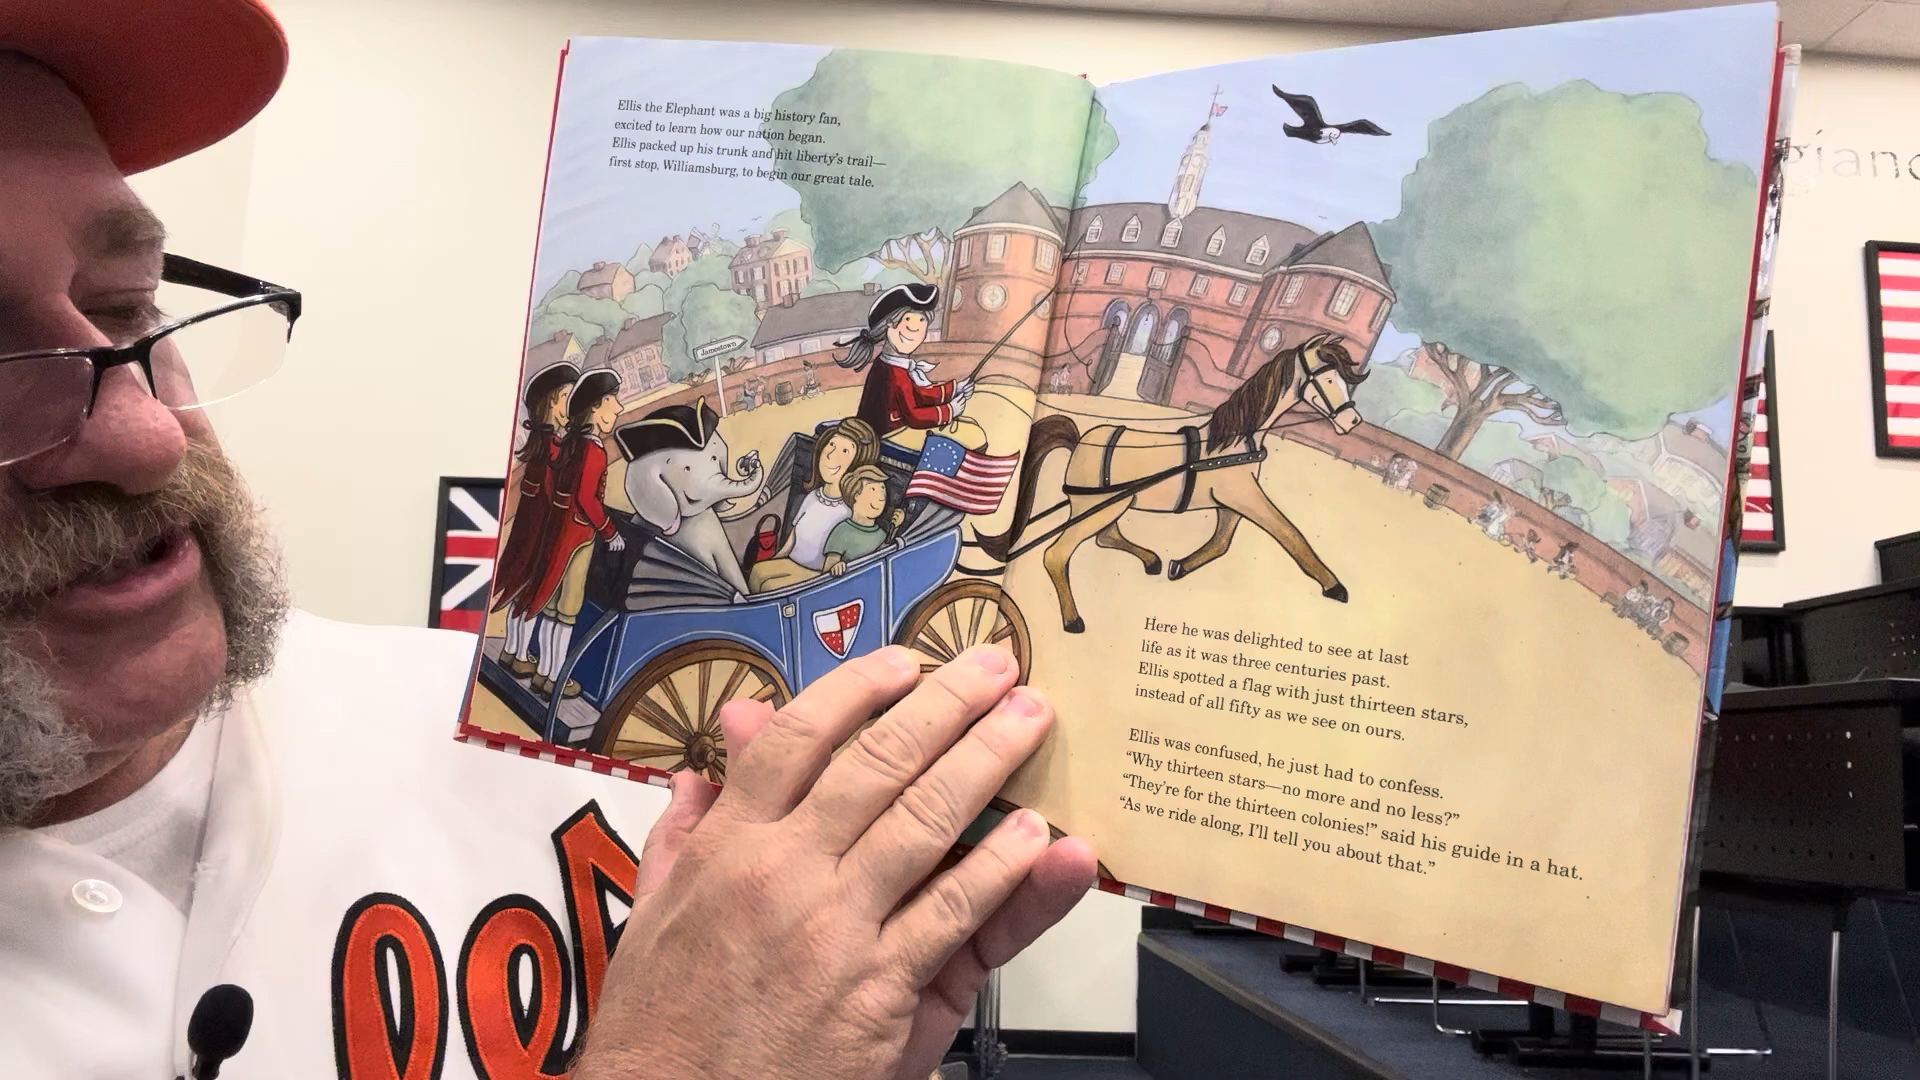 Ellis the Elephant was a big history fan,
excited to learn how our nation began.
Ellis packed up his trunk and hit liberty's trail—
first stop, Williamsburg, to begin our great tale.
Jamestown
Here he was delighted to see at last
life as it was three centuries past.
Ellis spotted a flag with just thirteen stars,
instead of all fifty as we see on ours.
Ellis was confused, he just had to confess.
“Why thirteen stars—no more and no less?”
“They're for the thirteen colonies!” said his guide in a hat.
“As we ride along, I'll tell you about that.”